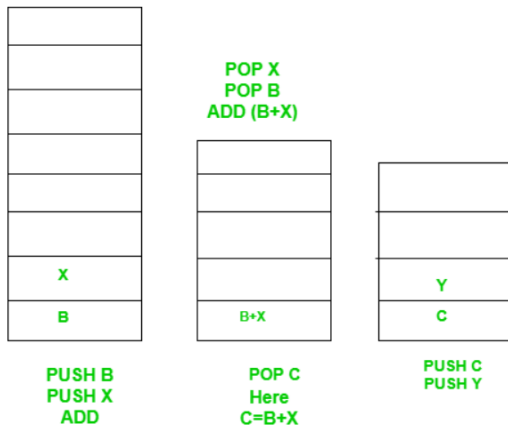 X
B
PUSH B
PUSH X
ADD
POP X
POP B
ADD (B+X)
B+X
POP C
Here
C=B+X
Y
C
PUSH C
PUSH Y